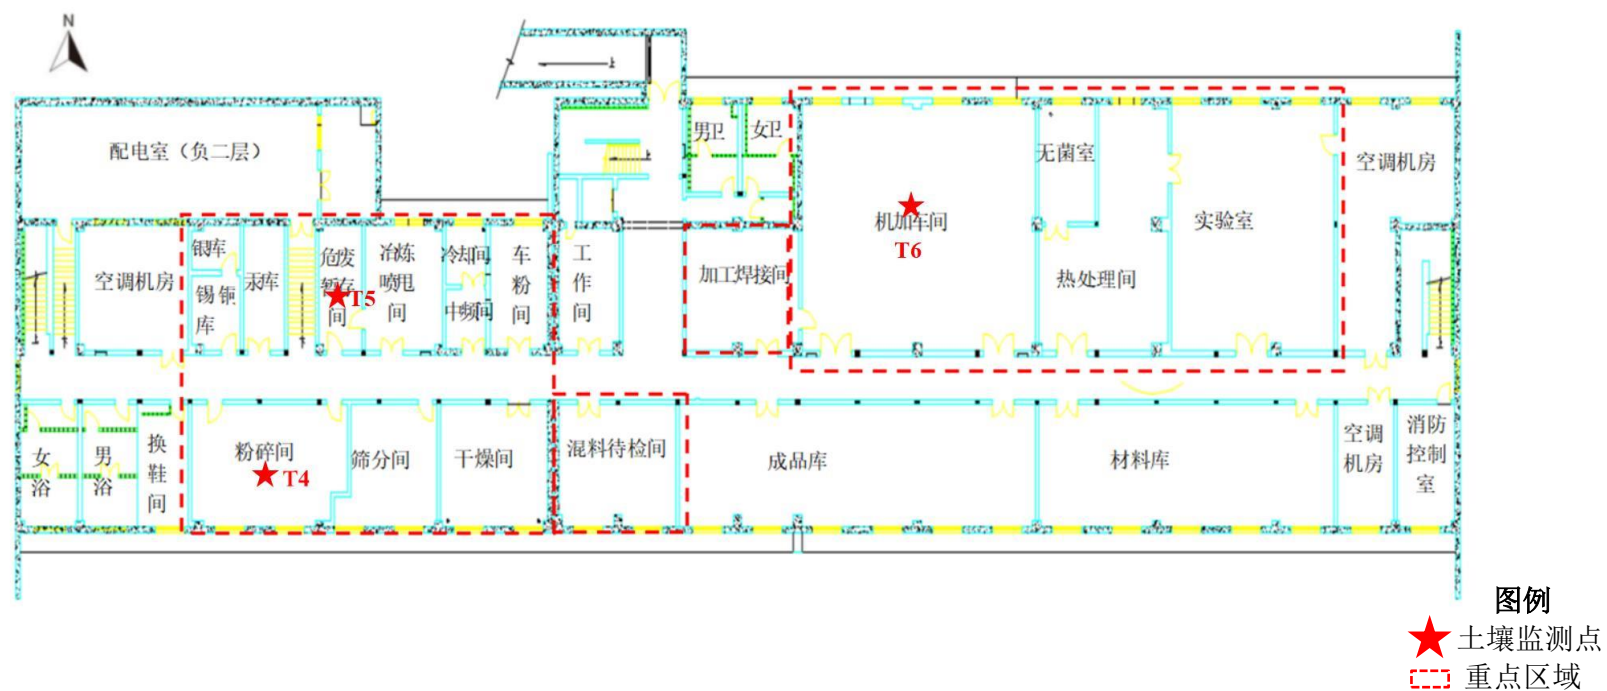 N
上
配电室（负二层）
男卫
女卫
上
无菌室
空调机房
机加车间
T6
实验室
热处理间
空调机房
银库
锡铜
库
汞库
危废
暂存
间
T5
冶炼
喷甩
间
冷却间
中频间
车
粉
间
工
作
间
加工焊接间
女
浴
男
浴
换
鞋
间
粉碎间
T4
筛分间
干燥间
混料待检间
成品库
材料库
空调
机房
消防
控制
室
图例
土壤监测点
重点区域